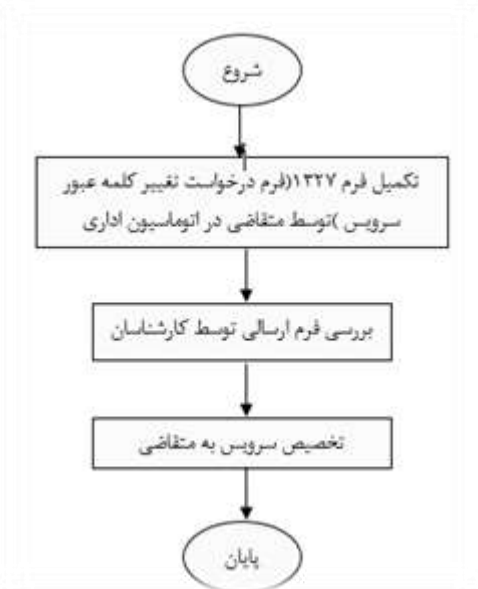 شروع
تکمیل فرم ۱۳۲۷(فرم درخواست تغییر کلمه عبور
سرویس )توسط متقاضی در اتوماسیون اداری
بررسی فرم ارسالی توسط کارشناسان
تخصیص سرویس به متقاضی
پایان